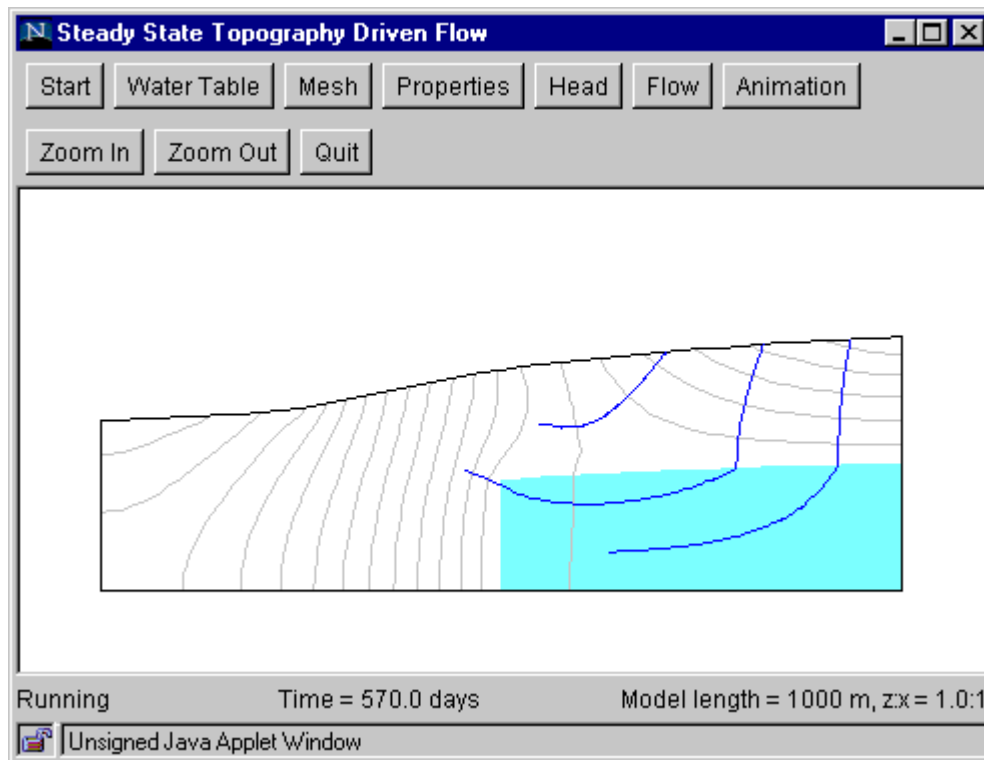 N Steady State Topography Driven Flow
Start Water Table Mesh Properties Head Flow Animation
Zoom In Zoom Out Quit
Running Time = 570.0 days Model length = 1000 m, z:x = 1.0:1
Unsigned Java Applet Window